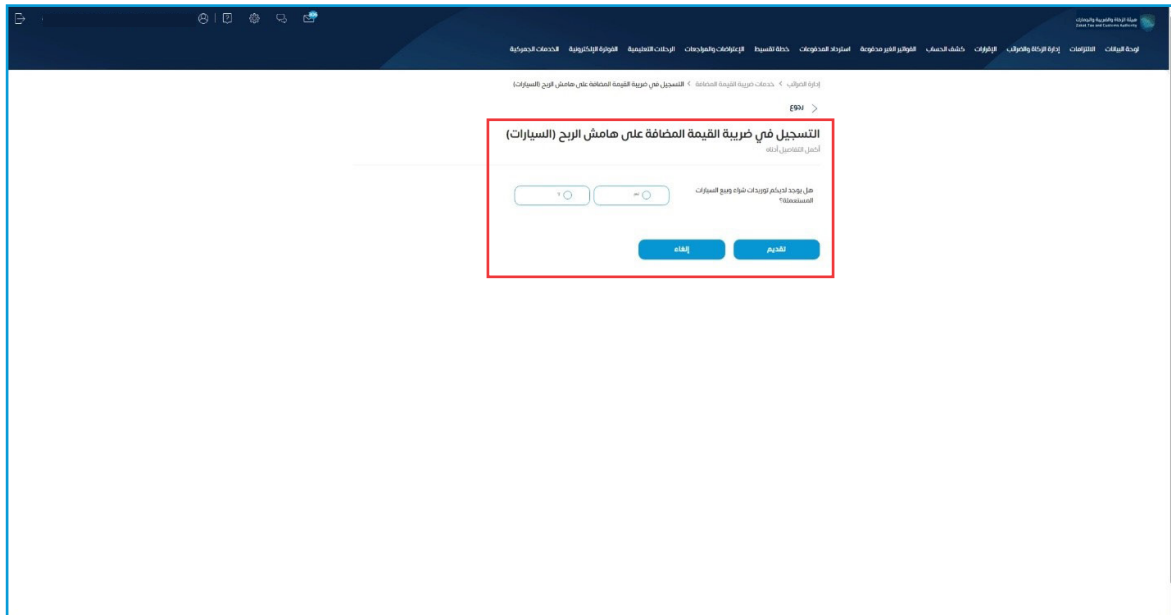 هيئة الزكاة والضريبة والجمارك
Zakat, Tax and Customs Authority
لوحة البيانات الالتزامات إدارة الزكاة والضرائب الإقرارات كشف الحساب الفواتير الغير مدفوعة استرداد المدفوعات خطة تقسيط الإعتراضات والمراجعات الرحلات التعليمية الفوترة الإلكترونية الخدمات الجمركية
إدارة الضرائب > خدمات ضريبة القيمة المضافة > التسجيل في ضريبة القيمة المضافة على هامش الربح (السيارات)
رجوع
التسجيل في ضريبة القيمة المضافة على هامش الربح (السيارات)
أكمل التفاصيل أدناه
هل يوجد لديكم توريدات شراء وبيع السيارات
المستعملة؟
نعم لا
تقديم إلغاء